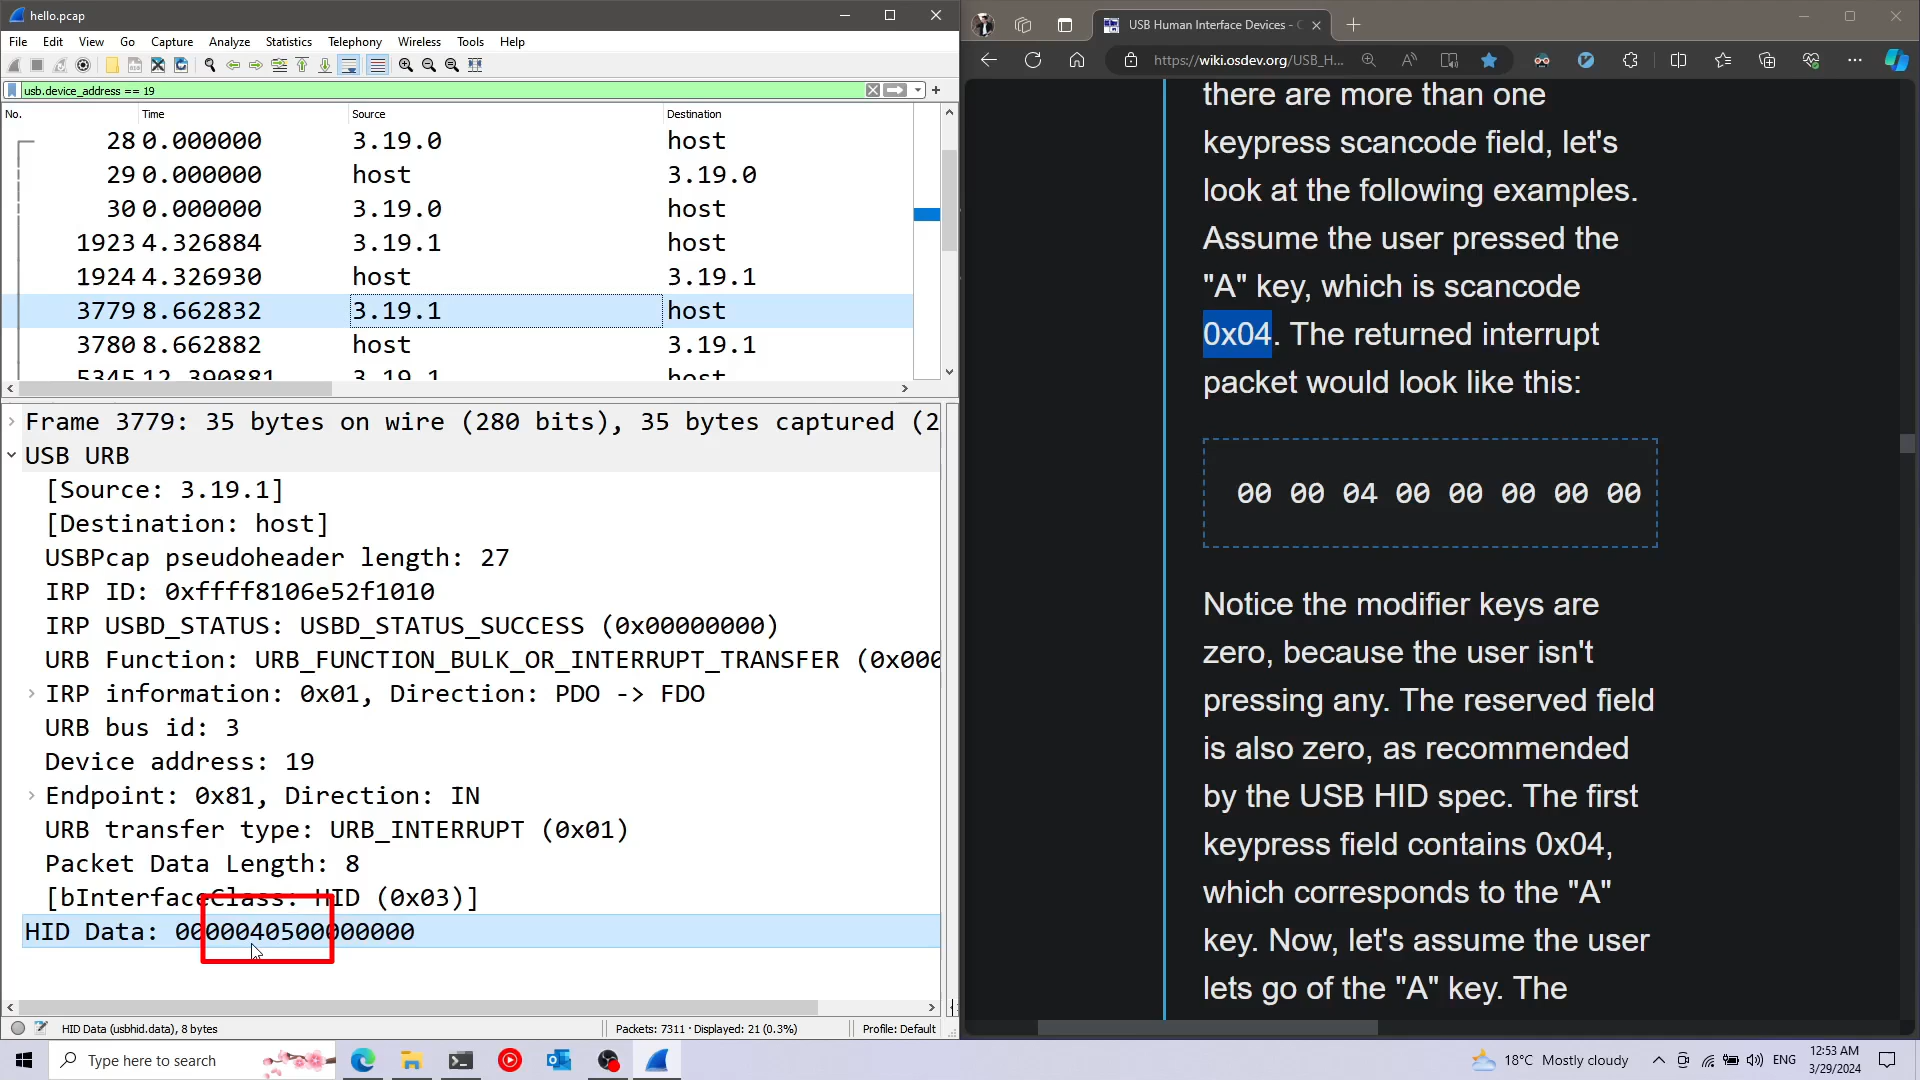 hello.pcap
File Edit View Go Capture Analyze Statistics Telephony Wireless Tools Help
usb.device_address == 19
No. Time Source Destination
28 0.000000 3.19.0 host
29 0.000000 host 3.19.0
30 0.000000 3.19.0 host
1923 4.326884 3.19.1 host
1924 4.326930 host 3.19.1
3779 8.662832 3.19.1 host
3780 8.662882 host 3.19.1
5345 12.390881 3.19.1 host
Frame 3779: 35 bytes on wire (280 bits), 35 bytes captured (2
USB URB
[Source: 3.19.1]
[Destination: host]
USBPcap pseudoheader length: 27
IRP ID: 0xffff8106e52f1010
IRP USBD_STATUS: USBD_STATUS_SUCCESS (0x00000000)
URB Function: URB_FUNCTION_BULK_OR_INTERRUPT_TRANSFER (0x000
IRP information: 0x01, Direction: PDO -> FDO
URB bus id: 3
Device address: 19
Endpoint: 0x81, Direction: IN
URB transfer type: URB_INTERRUPT (0x01)
Packet Data Length: 8
[bInterfaceClass: HID (0x03)]
HID Data: 0000040500000000
HID Data (usbhid.data), 8 bytes
Packets: 7311 · Displayed: 21 (0.3%)
Profile: Default
USB Human Interface Devices -
https://wiki.osdev.org/USB_H...
there are more than one
keypress scancode field, let's
look at the following examples.
Assume the user pressed the
"A" key, which is scancode
0x04. The returned interrupt
packet would look like this:
00 00 04 00 00 00 00 00
Notice the modifier keys are
zero, because the user isn't
pressing any. The reserved field
is also zero, as recommended
by the USB HID spec. The first
keypress field contains 0x04,
which corresponds to the "A"
key. Now, let's assume the user
lets go of the "A" key. The
Type here to search
18°C Mostly cloudy
ENG
12:53 AM
3/29/2024